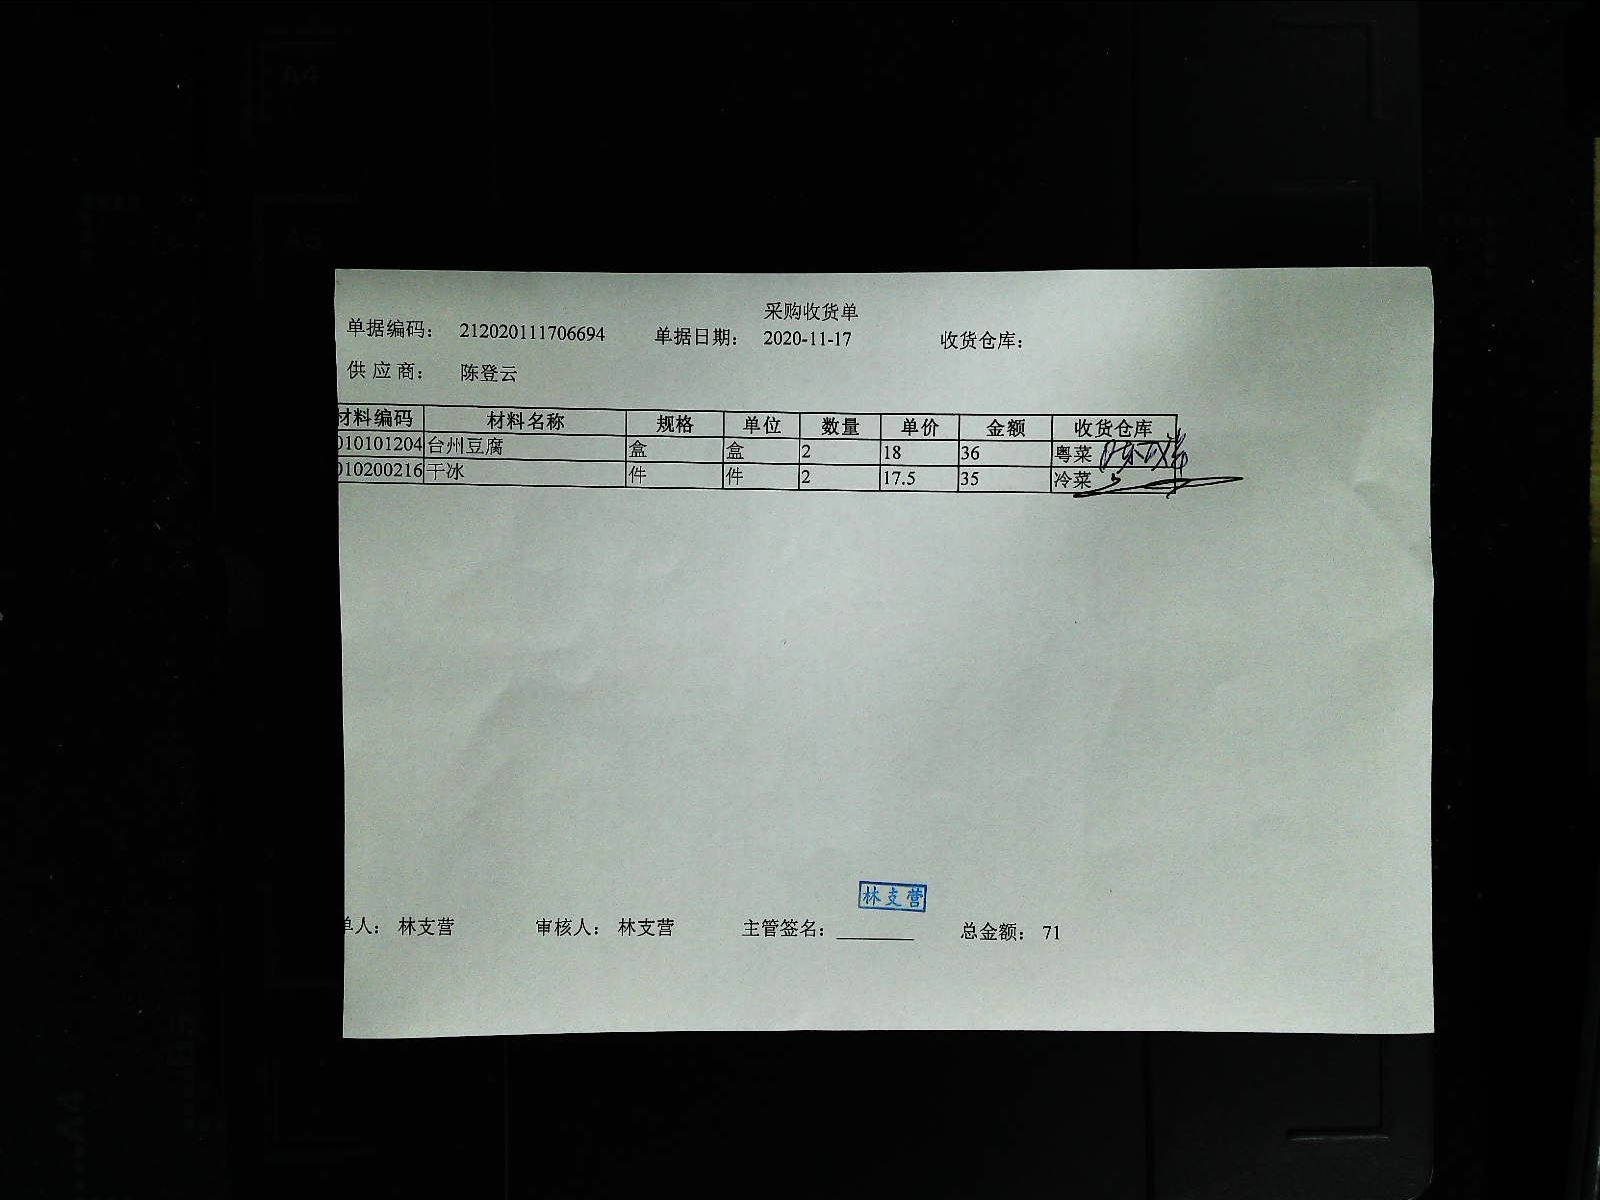 采购收货单
单据编码： 212020111706694 单据日期： 2020-11-17 收货仓库：
供 应 商： 陈登云
材料编码 材料名称 规格 单位 数量 单价 金额 收货仓库
010101204 台州豆腐 盒 盒 2 18 36 粤菜
010200216 干冰 件 件 2 17.5 35 冷菜
林支营
单人： 林支营 审核人： 林支营 主管签名： 总金额： 71